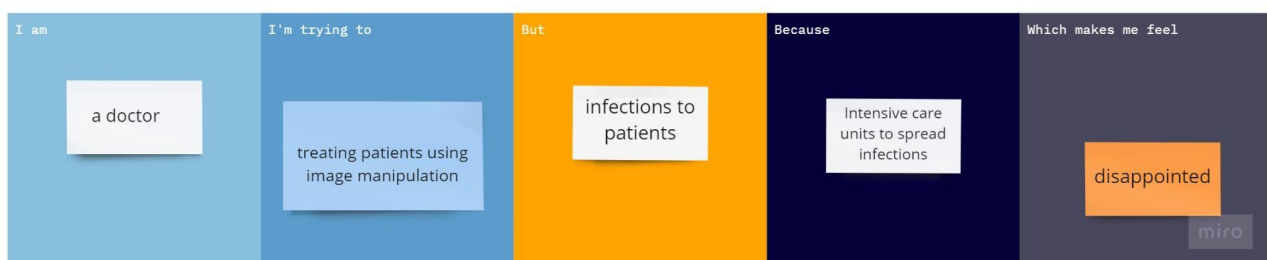 I am
a doctor
I'm trying to
treating patients using
image manipulation
But
infections to
patients
Because
Intensive care
units to spread
infections
Which makes me feel
disappointed
miro